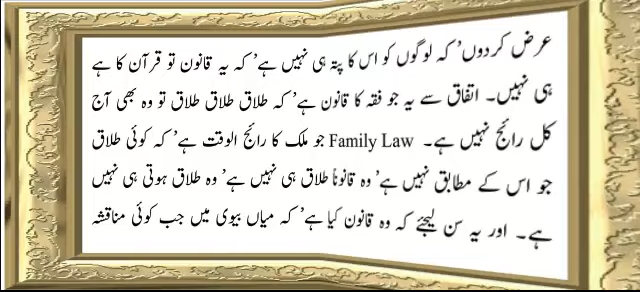 عرض کردوں’ کہ لوگوں کو اس کا پتہ ہی نہیں ہے’ کہ یہ قانون تو قرآن کا ہے
ہی نہیں۔ اتفاق سے یہ جو فقہ کا قانون ہے’ کہ طلاق طلاق طلاق تو وہ بھی آج
کل رائج نہیں ہے۔ Family Law جو ملک کا رائج الوقت ہے’ کہ کوئی طلاق
جو اس کے مطابق نہیں ہے’ وہ قانوناً طلاق ہی نہیں ہے’ وہ طلاق ہوتی ہی نہیں
ہے۔ اور یہ سن لیجئے کہ وہ قانون کیا ہے’ کہ میاں بیوی میں جب کوئی مناقشہ